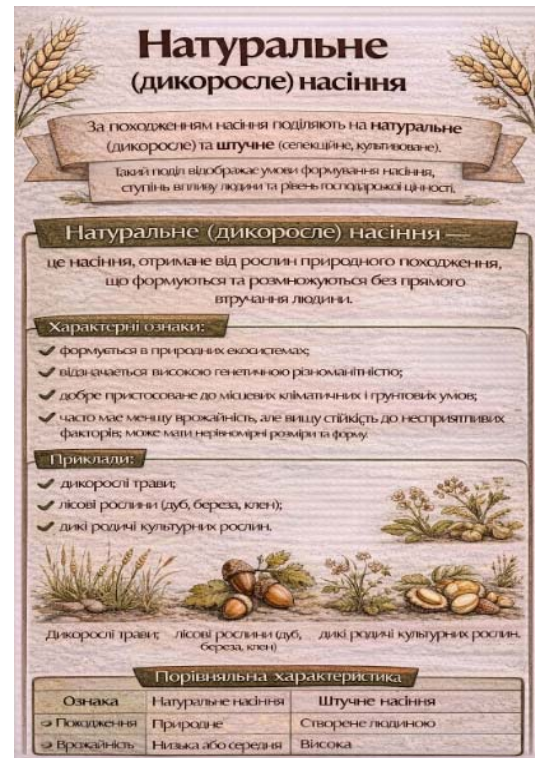 Натуральне
(дикоросле) насіння
За походженням насіння поділяють на натуральне
(дикоросле) та штучне (селекційне, культивоване).
Такий поділ відображає умови формування насіння,
ступінь впливу людини та рівень господарської цінності.
Натуральне (дикоросле) насіння —
це насіння, отримане від рослин природного походження,
що формуються та розмножуються без прямого
втручання людини.
Характерні ознаки:
✓ формується в природних екосистемах;
✓ відзначається високою генетичною різноманітністю;
✓ добре пристосоване до місцевих кліматичних і ґрунтових умов;
✓ часто має меншу врожайність, але вищу стійкість до несприятливих
факторів; може мати нерівномірні розміри та форму.
Приклади:
✓ дикорослі трави;
✓ лісові рослини (дуб, береза, клен);
✓ дикі родичі культурних рослин.
Дикорослі трави; лісові рослини (дуб, береза, клен) дикі родичі культурних рослин.
Порівняльна характеристика
Ознака Натуральне насіння Штучне насіння
Походження Природне Створене людиною
Врожайність Низька або середня Висока